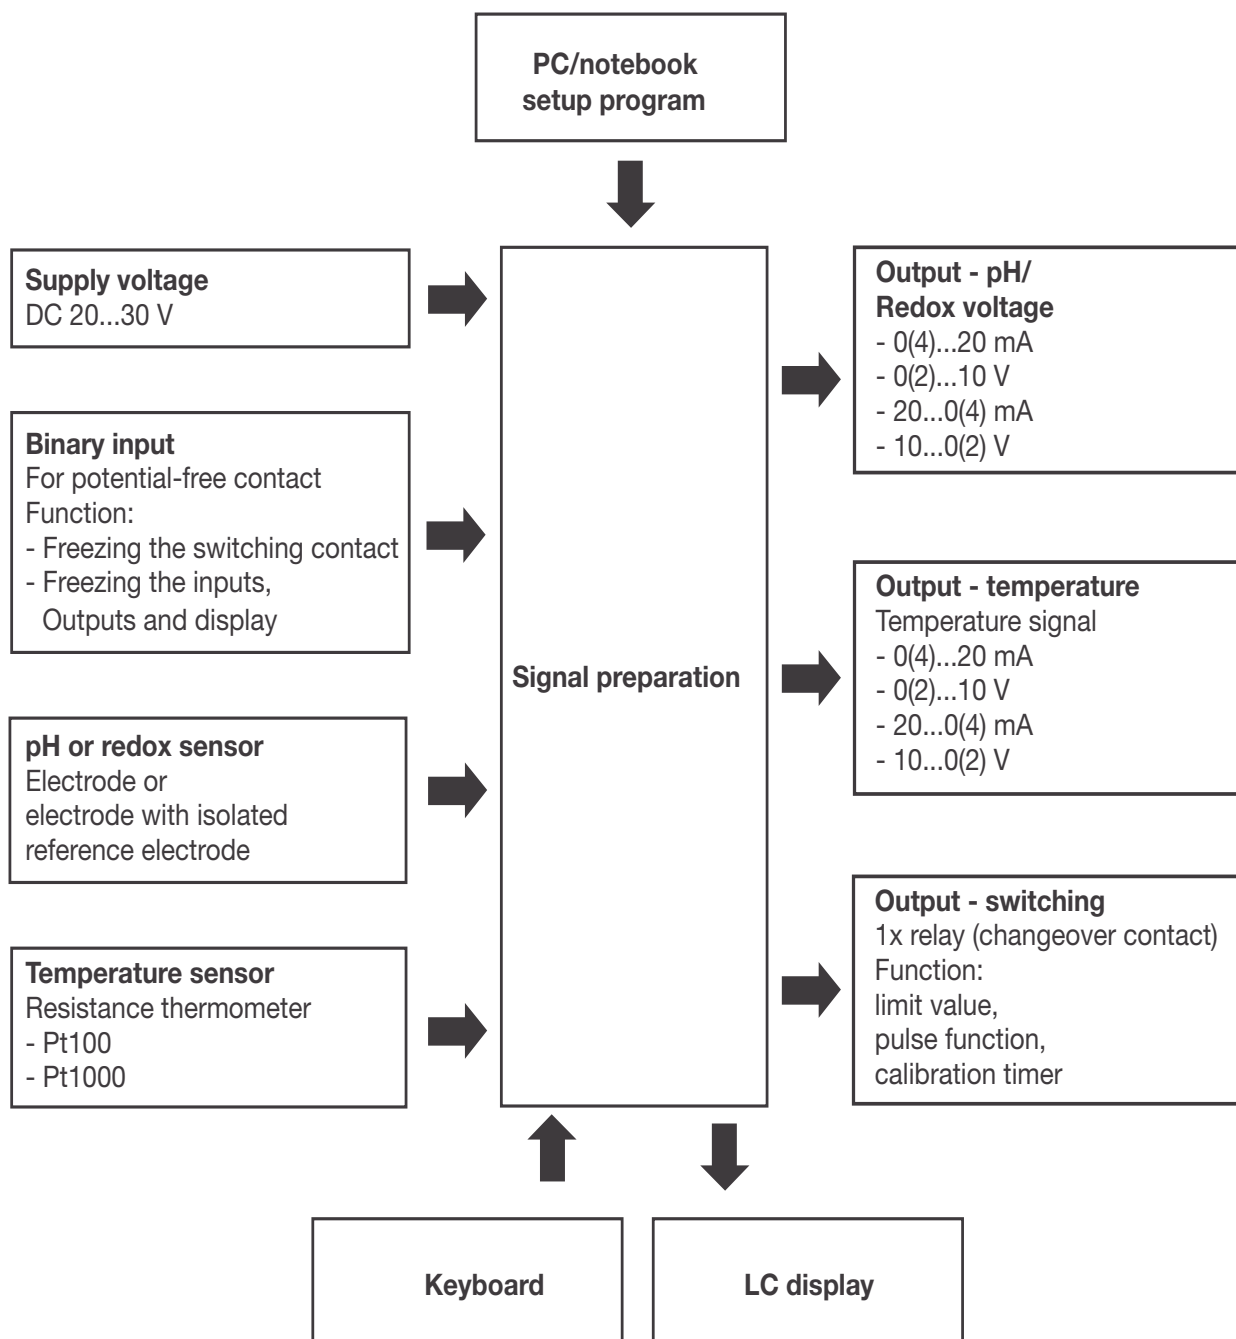 PC/notebook
setup program
Supply voltage
DC 20...30 V
Binary input
For potential-free contact
Function:
- Freezing the switching contact
- Freezing the inputs,
Outputs and display
pH or redox sensor
Electrode or
electrode with isolated
reference electrode
Temperature sensor
Resistance thermometer
- Pt100
- Pt1000
Signal preparation
Output - pH/
Redox voltage
- 0(4)...20 mA
- 0(2)...10 V
- 20...0(4) mA
- 10...0(2) V
Output - temperature
Temperature signal
- 0(4)...20 mA
- 0(2)...10 V
- 20...0(4) mA
- 10...0(2) V
Output - switching
1x relay (changeover contact)
Function:
limit value,
pulse function,
calibration timer
Keyboard
LC display